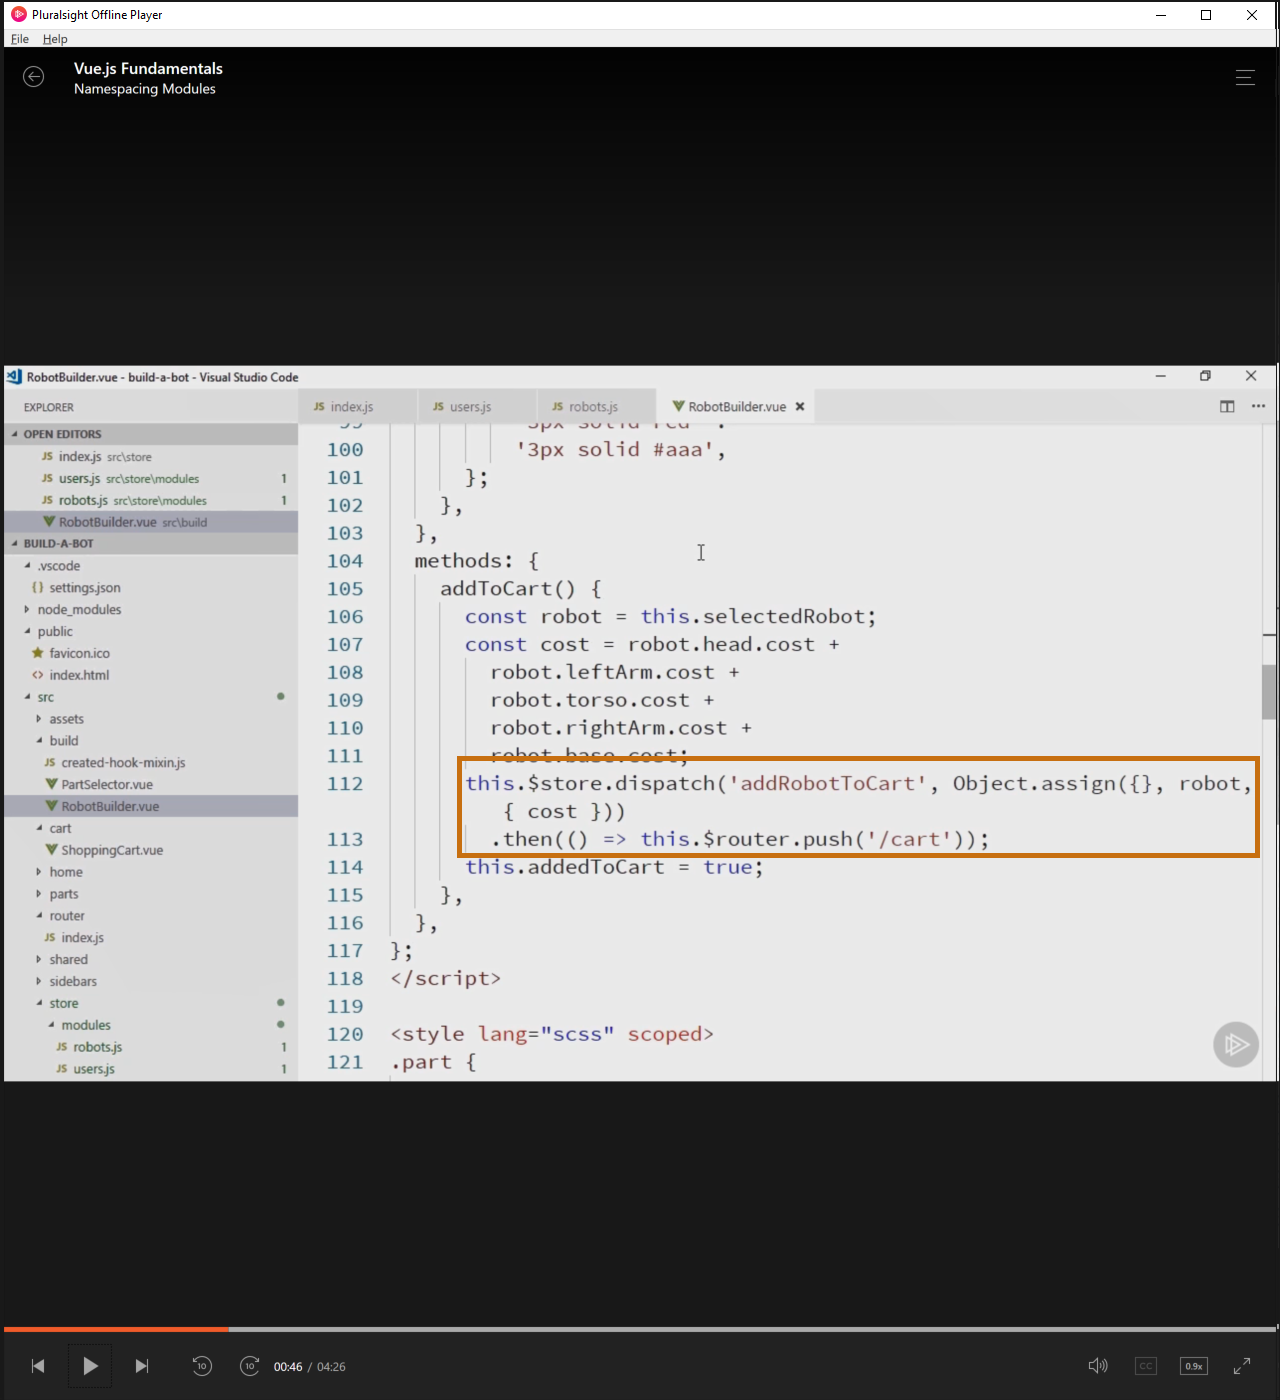 Pluralsight Offline Player
File Help
Vue.js Fundamentals
Namespacing Modules
RobotBuilder.vue - build-a-bot - Visual Studio Code
EXPLORER
JS index.js
JS users.js
JS robots.js
RobotBuilder.vue
OPEN EDITORS
JS index.js src\store
JS users.js src\store\modules 1
JS robots.js src\store\modules 1
RobotBuilder.vue src\build
BUILD-A-BOT
.vscode
{} settings.json
node_modules
public
favicon.ico
<> index.html
src
assets
build
JS created-hook-mixin.js
PartSelector.vue
RobotBuilder.vue
cart
ShoppingCart.vue
home
parts
router
JS index.js
shared
sidebars
store
modules
JS robots.js 1
JS users.js 1
99 '3px solid red' :
100 '3px solid #aaa',
101 };
102 },
103 },
104 methods: {
105 addToCart() {
106 const robot = this.selectedRobot;
107 const cost = robot.head.cost +
108 robot.leftArm.cost +
109 robot.torso.cost +
110 robot.rightArm.cost +
111 robot.base.cost;
112 this.$store.dispatch('addRobotToCart', Object.assign({}, robot,
{ cost }))
113 .then(() => this.$router.push('/cart'));
114 this.addedToCart = true;
115 },
116 },
117 };
118 </script>
119
120 <style lang="scss" scoped>
121 .part {
10
10
00:46 / 04:26
CC
0.9x